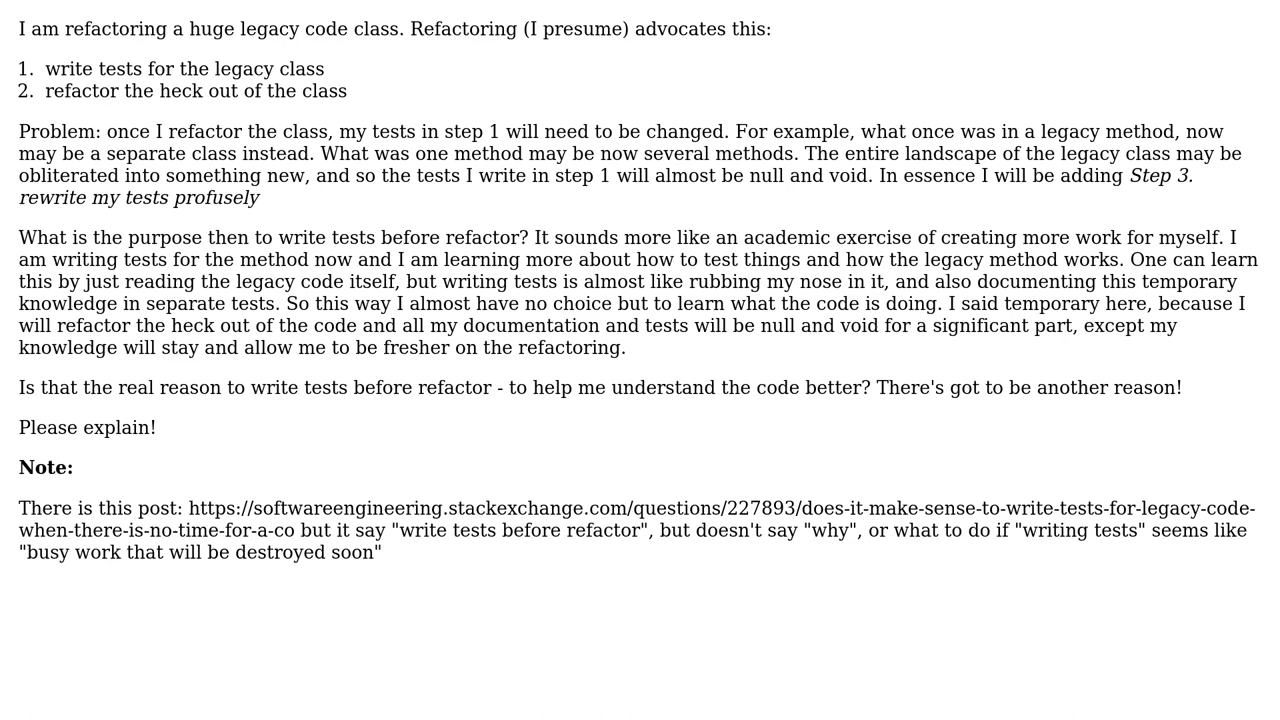 I am refactoring a huge legacy code class. Refactoring (I presume) advocates this:
1. write tests for the legacy class
2. refactor the heck out of the class
Problem: once I refactor the class, my tests in step 1 will need to be changed. For example, what once was in a legacy method, now
may be a separate class instead. What was one method may be now several methods. The entire landscape of the legacy class may be
obliterated into something new, and so the tests I write in step 1 will almost be null and void. In essence I will be adding Step 3.
rewrite my tests profusely
What is the purpose then to write tests before refactor? It sounds more like an academic exercise of creating more work for myself. I
am writing tests for the method now and I am learning more about how to test things and how the legacy method works. One can learn
this by just reading the legacy code itself, but writing tests is almost like rubbing my nose in it, and also documenting this temporary
knowledge in separate tests. So this way I almost have no choice but to learn what the code is doing. I said temporary here, because I
will refactor the heck out of the code and all my documentation and tests will be null and void for a significant part, except my
knowledge will stay and allow me to be fresher on the refactoring.
Is that the real reason to write tests before refactor - to help me understand the code better? There's got to be another reason!
Please explain!
Note:
There is this post: https://softwareengineering.stackexchange.com/questions/227893/does-it-make-sense-to-write-tests-for-legacy-code-
when-there-is-no-time-for-a-co but it say "write tests before refactor", but doesn't say "why", or what to do if "writing tests" seems like
"busy work that will be destroyed soon"